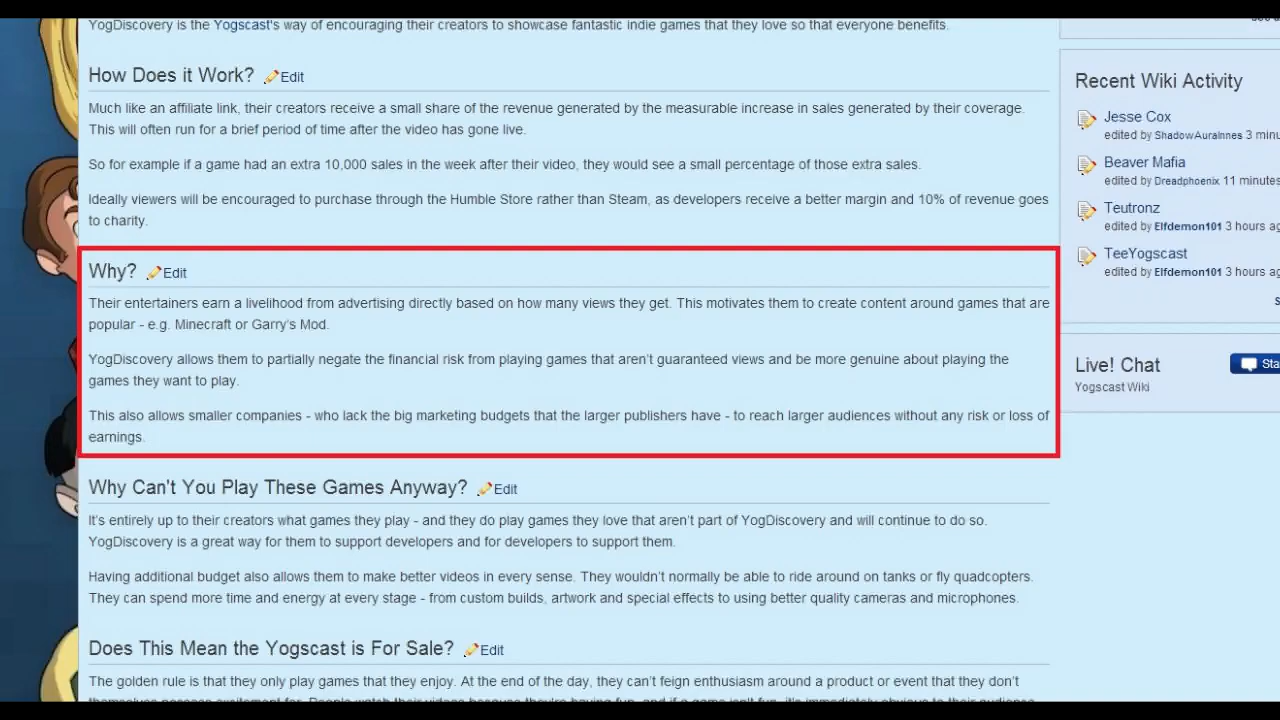 YogDiscovery is the Yogscast's way of encouraging their creators to showcase fantastic indie games that they love so that everyone benefits.
How Does it Work? Edit
Much like an affiliate link, their creators receive a small share of the revenue generated by the measurable increase in sales generated by their coverage.
This will often run for a brief period of time after the video has gone live.
So for example if a game had an extra 10,000 sales in the week after their video, they would see a small percentage of those extra sales.
Ideally viewers will be encouraged to purchase through the Humble Store rather than Steam, as developers receive a better margin and 10% of revenue goes
to charity.
Why? Edit
Their entertainers earn a livelihood from advertising directly based on how many views they get. This motivates them to create content around games that are
popular - e.g. Minecraft or Garry's Mod.
YogDiscovery allows them to partially negate the financial risk from playing games that aren't guaranteed views and be more genuine about playing the
games they want to play.
This also allows smaller companies - who lack the big marketing budgets that the larger publishers have - to reach larger audiences without any risk or loss of
earnings.
Why Can't You Play These Games Anyway? Edit
It's entirely up to their creators what games they play - and they do play games they love that aren't part of YogDiscovery and will continue to do so.
YogDiscovery is a great way for them to support developers and for developers to support them.
Having additional budget also allows them to make better videos in every sense. They wouldn't normally be able to ride around on tanks or fly quadcopters.
They can spend more time and energy at every stage - from custom builds, artwork and special effects to using better quality cameras and microphones.
Does This Mean the Yogscast is For Sale? Edit
The golden rule is that they only play games that they enjoy. At the end of the day, they can't feign enthusiasm around a product or event that they don't
Recent Wiki Activity
Jesse Cox
edited by ShadowAuraInnes 3 minu
Beaver Mafia
edited by Dreadphoenix 11 minutes
Teutronz
edited by Elfdemon101 3 hours ag
TeeYogscast
edited by Elfdemon101 3 hours ag
Live! Chat
Sta
Yogscast Wiki